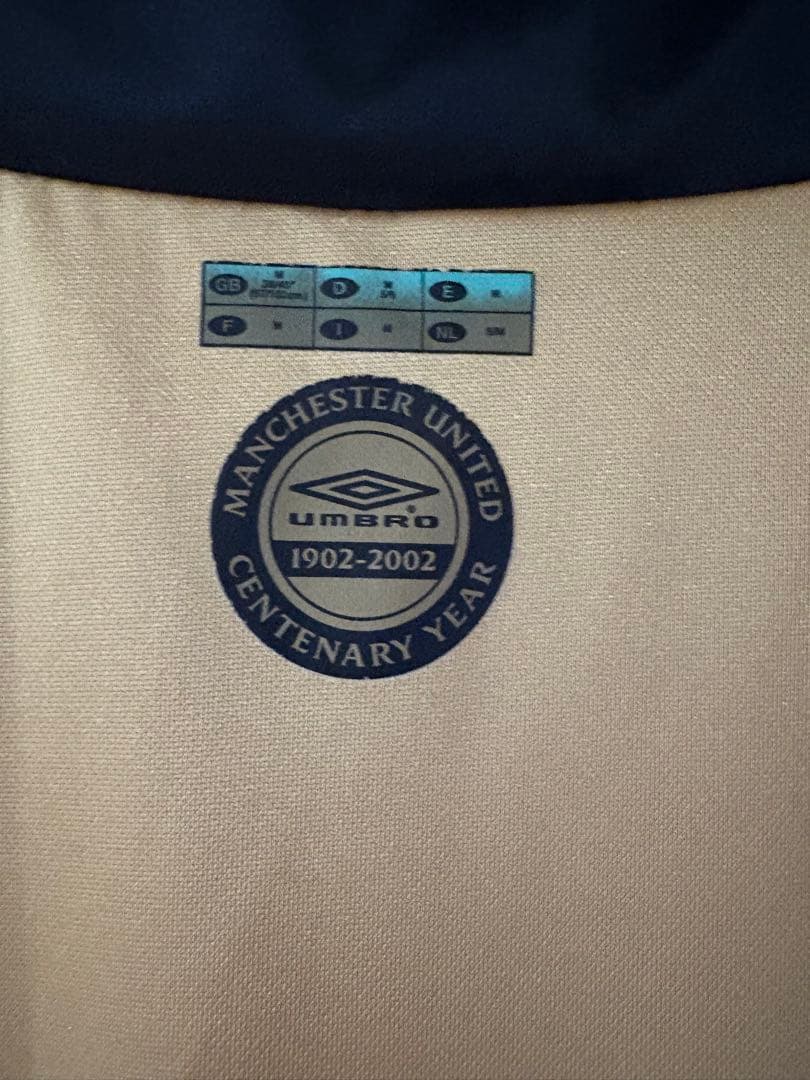 GB M D M E M
F M I M NL S/M
MANCHESTER UNITED
UMBRO
1902-2002
CENTENARY YEAR